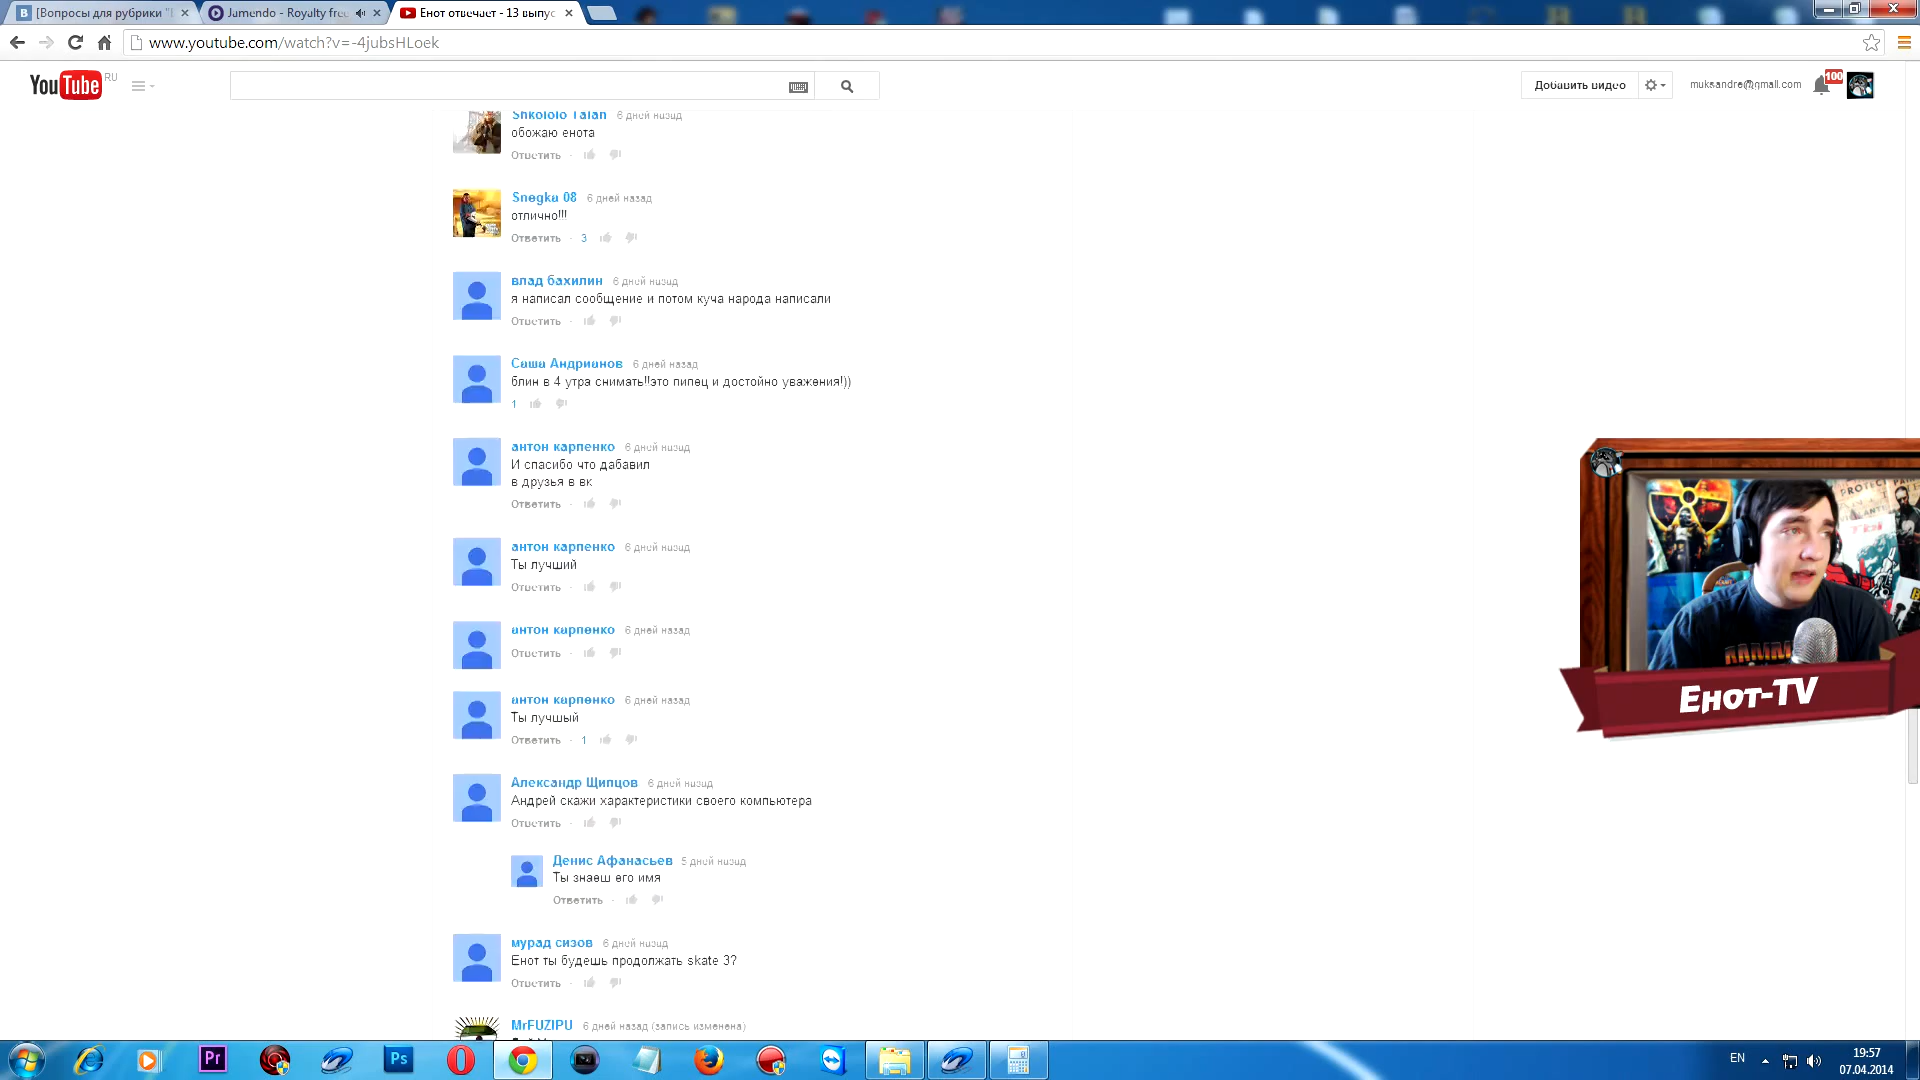 [Вопросы для рубрики "
Jamendo - Royalty free
Енот отвечает - 13 выпус
www.youtube.com/watch?v=-4jubsHLoek
YouTube RU
Добавить видео
muksandre@gmail.com
100
Shkololo Talan 6 дней назад
обожаю енота
Ответить
Snegka 08 6 дней назад
отлично!!!
Ответить · 3
влад бахилин 6 дней назад
я написал сообщение и потом куча народа написали
Ответить
Саша Андрианов 6 дней назад
блин в 4 утра снимать!!это пипец и достойно уважения!))
1
антон карпенко 6 дней назад
И спасибо что дабавил
в друзья в вк
Ответить
антон карпенко 6 дней назад
Ты лучший
Ответить
антон карпенко 6 дней назад
Ответить
антон карпенко 6 дней назад
Ты лучшый
Ответить · 1
Александр Щипцов 6 дней назад
Андрей скажи характеристики своего компьютера
Ответить
Денис Афанасьев 5 дней назад
Ты знаеш его имя
Ответить
мурад сизов 6 дней назад
Енот ты будешь продолжать skate 3?
Ответить
MrFUZIPU 6 дней назад (запись изменена)
PROTECT
Енот-TV
Pr
Ps
EN
19:57
07.04.2014